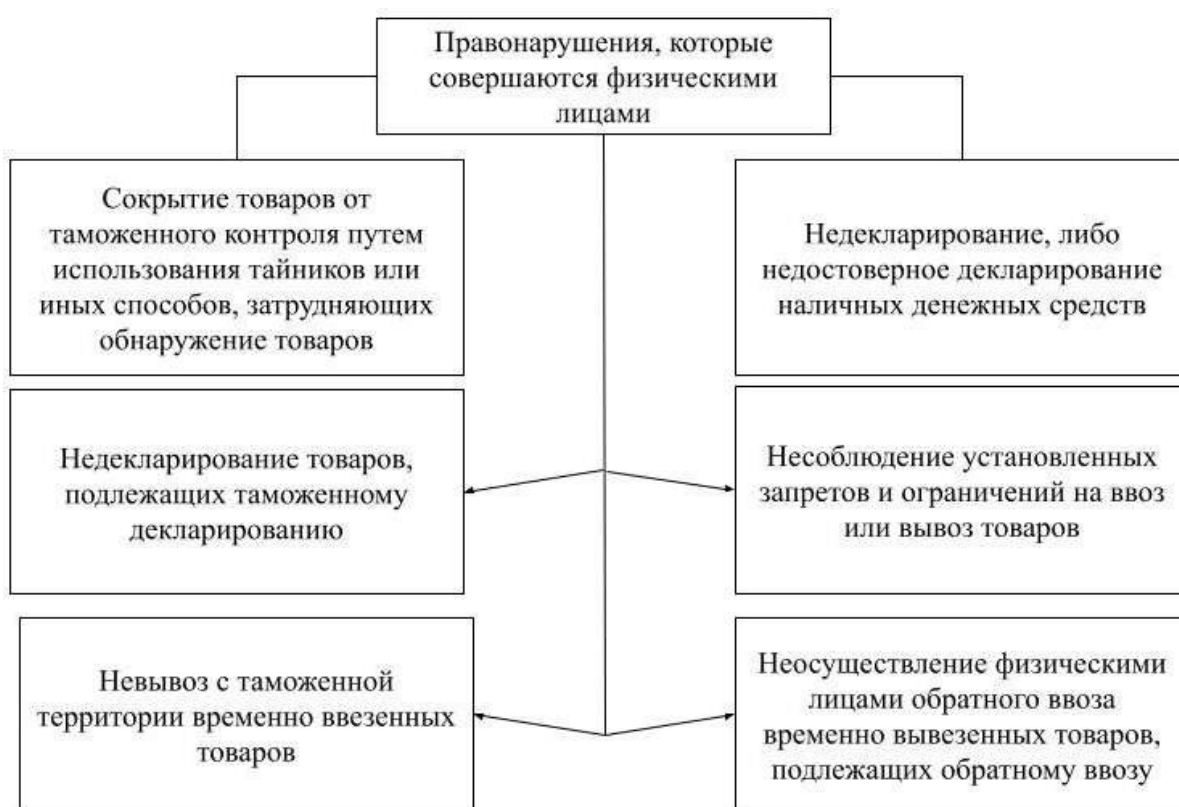 Правонарушения, которые
совершаются физическими
лицами
Сокрытие товаров от
таможенного контроля путем
использования тайников или
иных способов, затрудняющих
обнаружение товаров
Недекларирование, либо
недостоверное декларирование
наличных денежных средств
Недекларирование товаров,
подлежащих таможенному
декларированию
Несоблюдение установленных
запретов и ограничений на ввоз
или вывоз товаров
Невывоз с таможенной
территории временно ввезенных
товаров
Неосуществление физическими
лицами обратного ввоза
временно вывезенных товаров,
подлежащих обратному ввозу